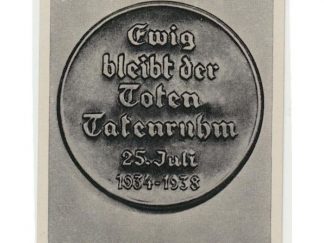 Ewig
bleibt der
Toten
Tatenruhm
25. Juli
1934-1938